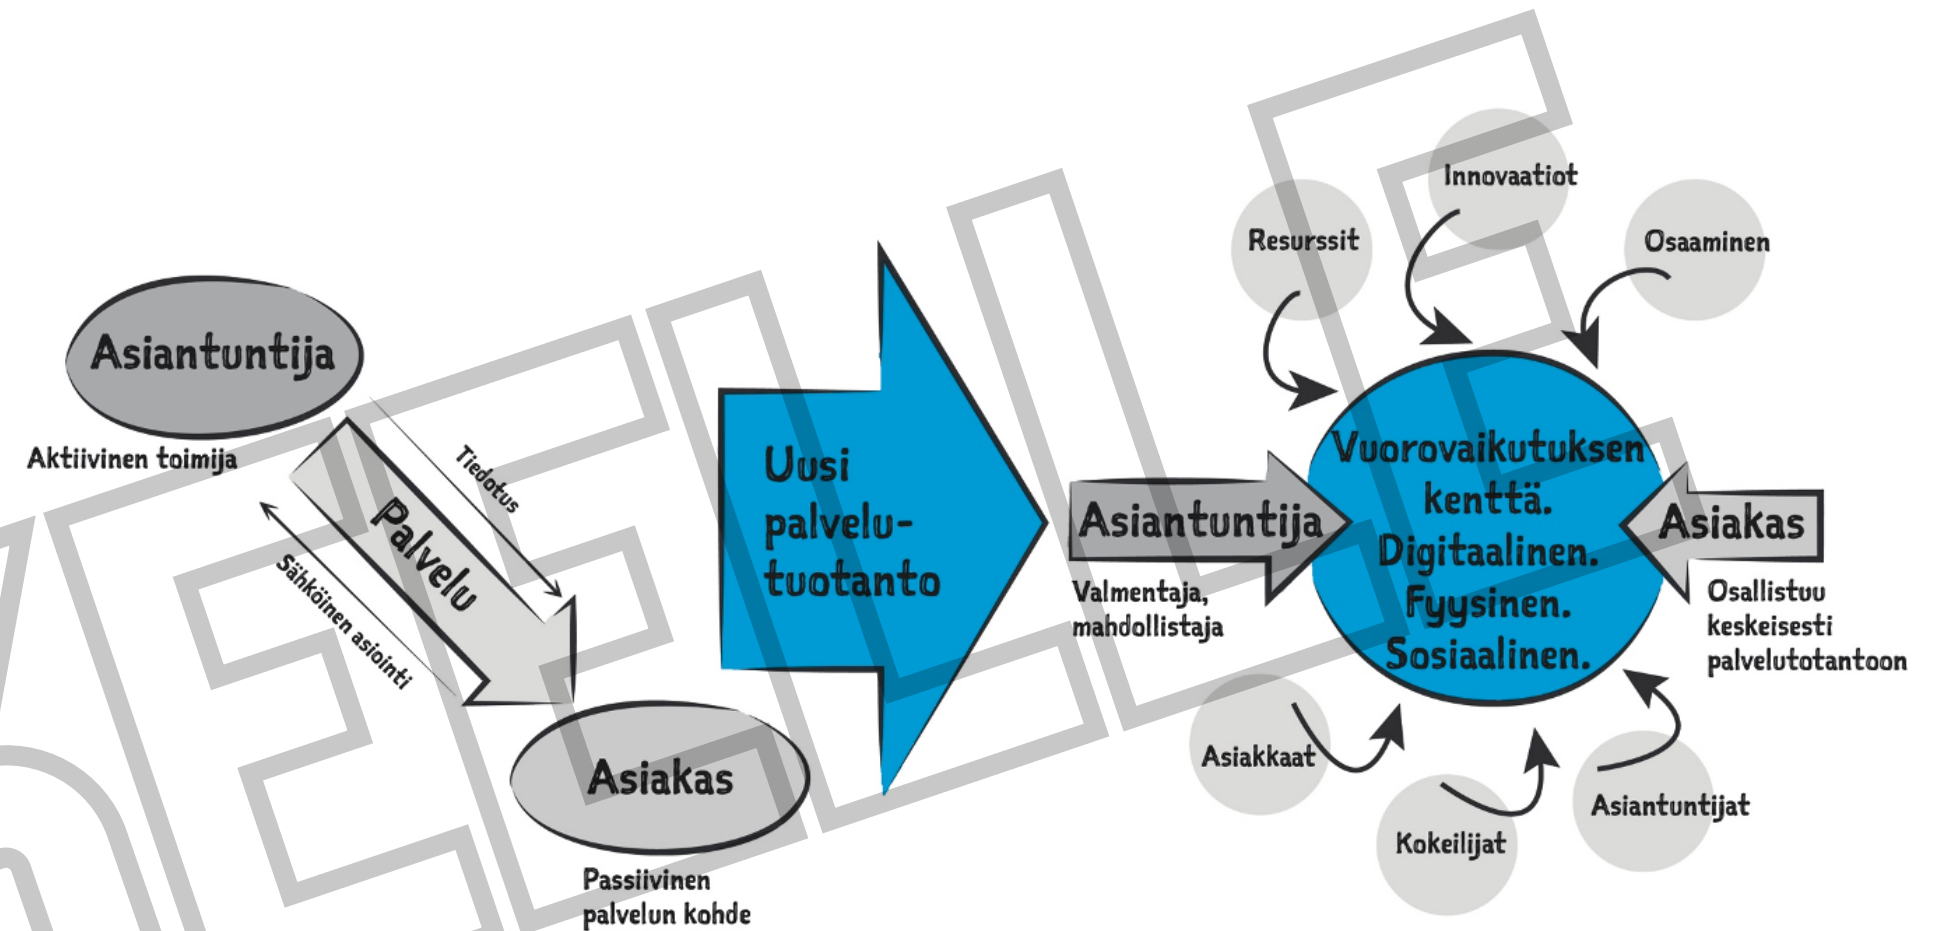 Asiantuntija
Aktiivinen toimija
Tiedotus
Palvelu
Sähköinen asiointi
Asiakas
Passiivinen
palvelun kohde
Uusi
palvelu-
tuotanto
Resurssit
Innovaatiot
Osaaminen
Asiantuntija
Valmentaja,
mahdollistaja
Vuorovaikutuksen
kenttä.
Digitaalinen.
Fyysinen.
Sosiaalinen.
Asiakas
Osallistuu
keskeisesti
palvelutotantoon
Asiakkaat
Kokeilijat
Asiantuntijat